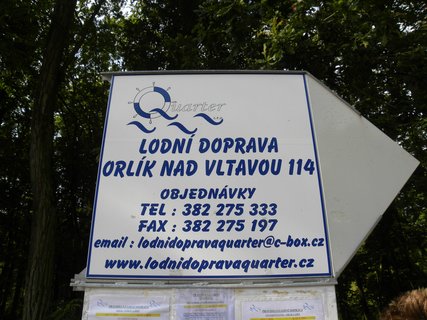 Quarter
LODNÍ DOPRAVA
ORLÍK NAD VLTAVOU 114
OBJEDNÁVKY
TEL : 382 275 333
FAX : 382 275 197
email : lodnidopravaquarter@c-box.cz
www.lodnidopravaquarter.cz